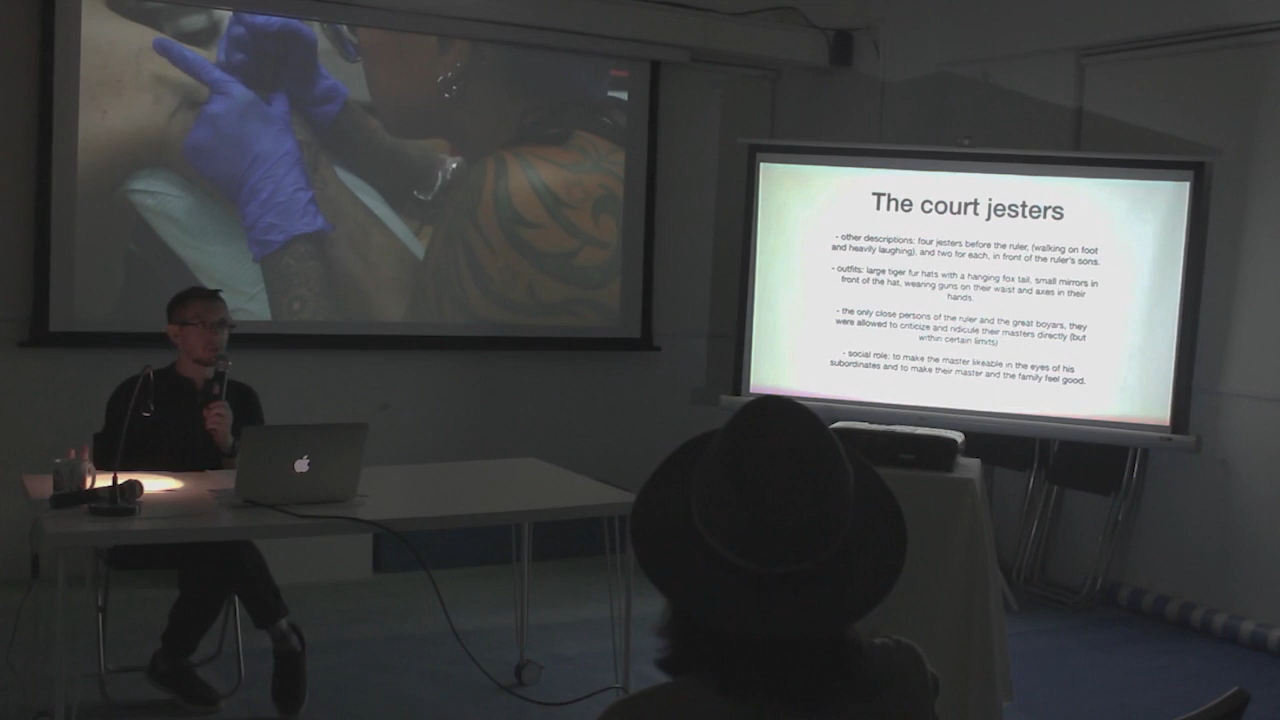 The court jesters
- other descriptions: four jesters before the ruler, (walking on foot
and heavily laughing), and two for each, in front of the ruler's sons.
- outfits: large tiger fur hats with a hanging fox tail, small mirrors in
front of the hat, wearing guns on their waist and axes in their
hands.
- the only close persons of the ruler and the great boyars, they
were allowed to criticize and ridicule their masters directly (but
within certain limits)
- social role: to make the master likeable in the eyes of his
subordinates and to make their master and the family feel good.